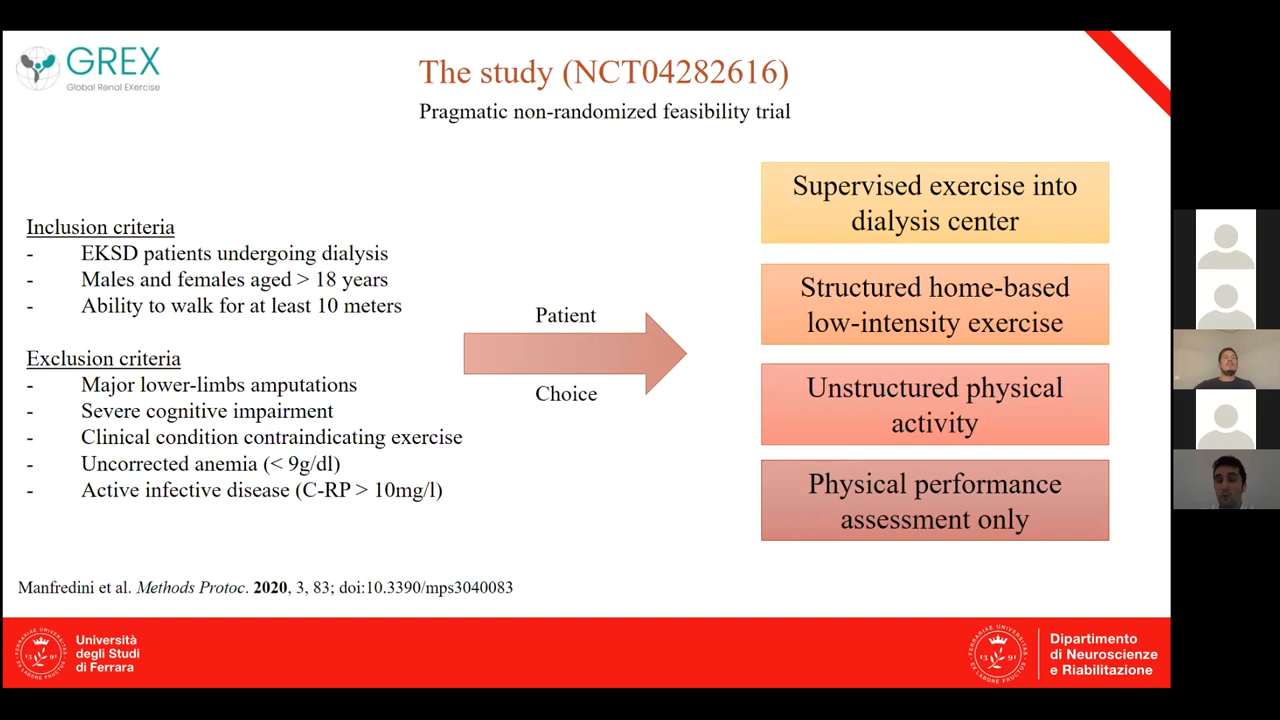 GREX
Global Renal Exercise
The study (NCT04282616)
Pragmatic non-randomized feasibility trial
Inclusion criteria
- EKSD patients undergoing dialysis
- Males and females aged > 18 years
- Ability to walk for at least 10 meters
Exclusion criteria
- Major lower-limbs amputations
- Severe cognitive impairment
- Clinical condition contraindicating exercise
- Uncorrected anemia (< 9g/dl)
- Active infective disease (C-RP > 10mg/l)
Patient
Choice
Supervised exercise into
dialysis center
Structured home-based
low-intensity exercise
Unstructured physical
activity
Physical performance
assessment only
Manfredini et al. Methods Protoc. 2020, 3, 83; doi:10.3390/mps3040083
Università
degli Studi
di Ferrara
Dipartimento
di Neuroscienze
e Riabilitazione